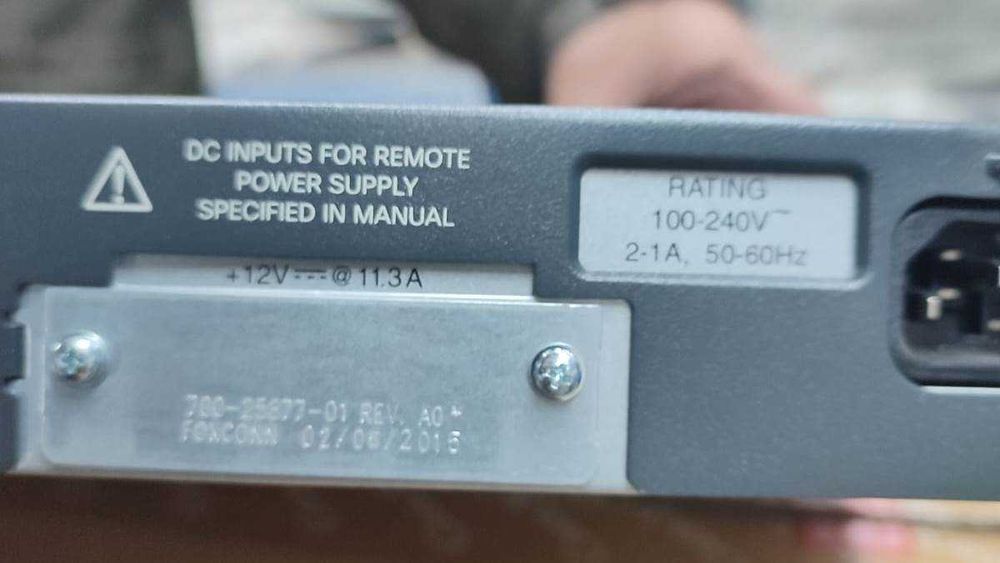 DC INPUTS FOR REMOTE
POWER SUPPLY
SPECIFIED IN MANUAL
+12V⎓@ 11.3A
RATING
100-240V~
2-1A, 50-60Hz
700-25677-01 REV. A0
FOXCONN 02/06/2015